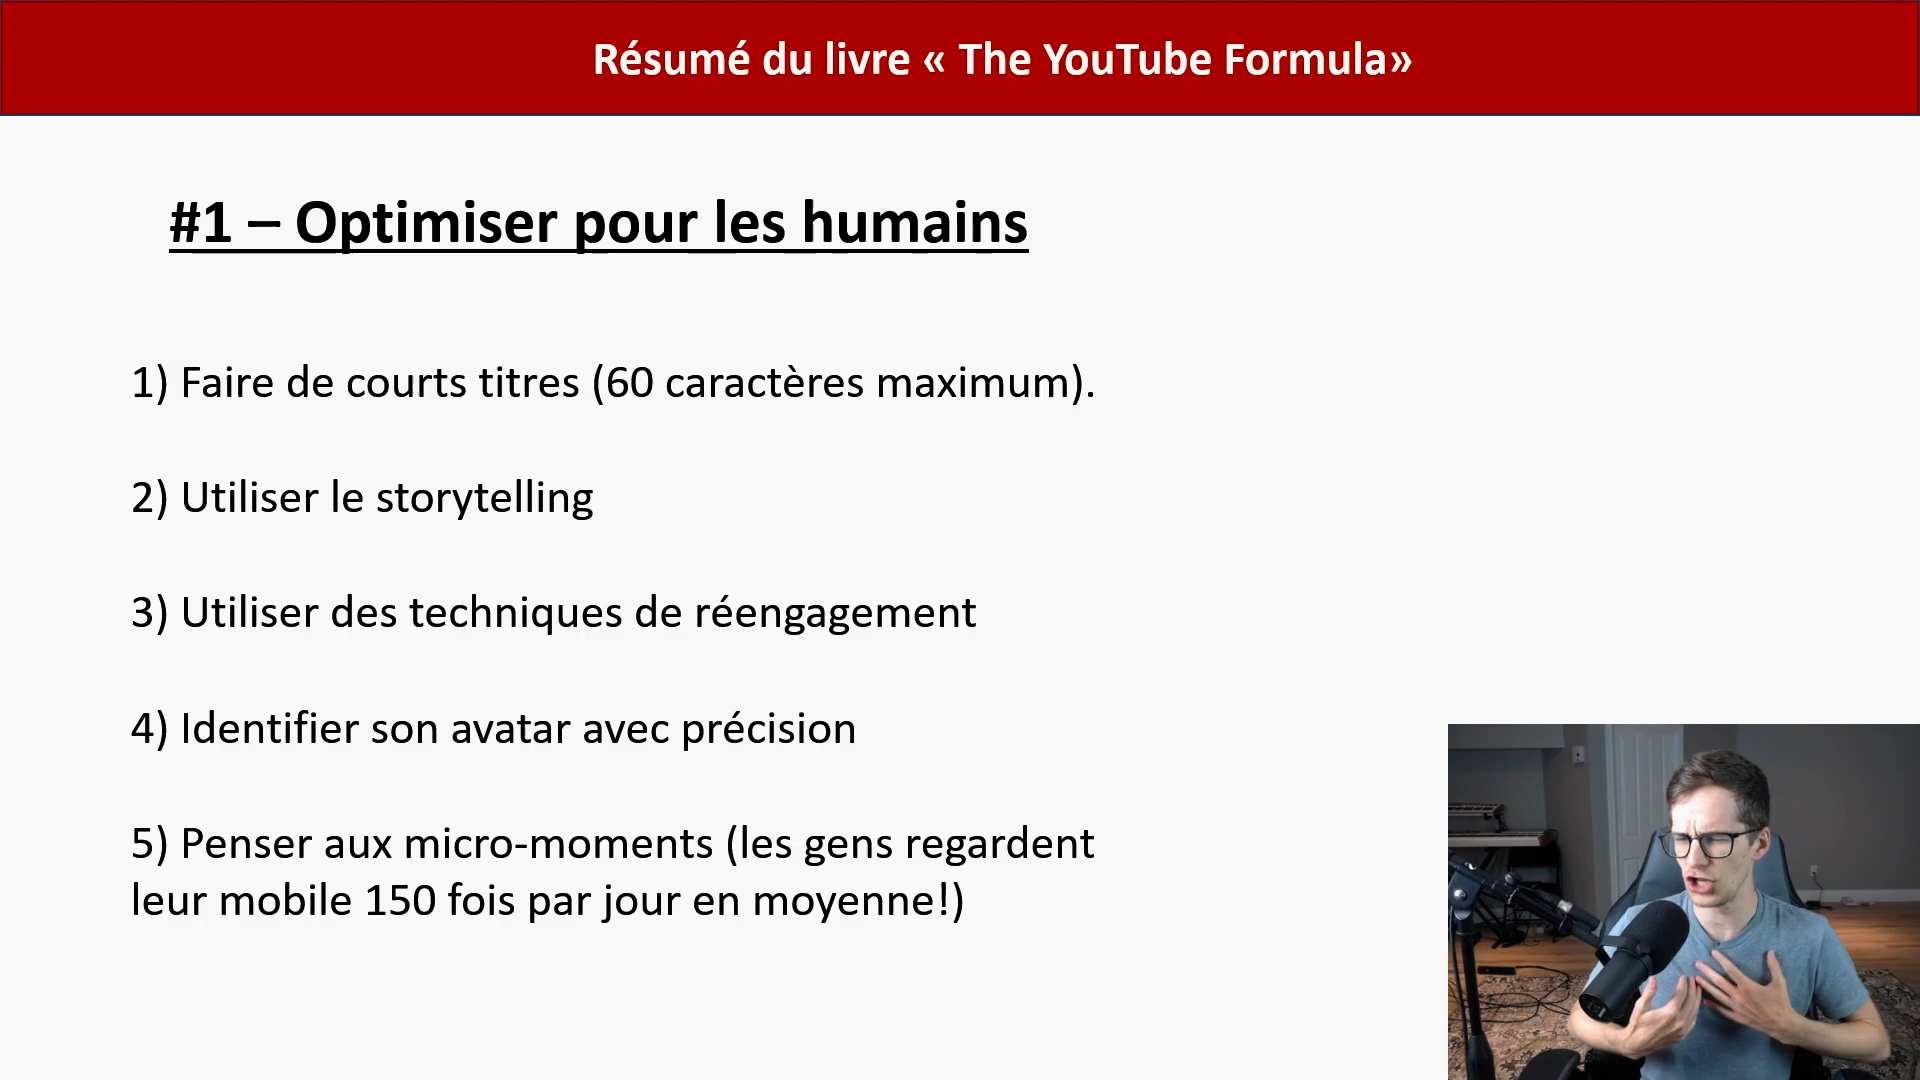 Résumé du livre « The YouTube Formula»
#1 – Optimiser pour les humains
1) Faire de courts titres (60 caractères maximum).
2) Utiliser le storytelling
3) Utiliser des techniques de réengagement
4) Identifier son avatar avec précision
5) Penser aux micro-moments (les gens regardent
leur mobile 150 fois par jour en moyenne!)